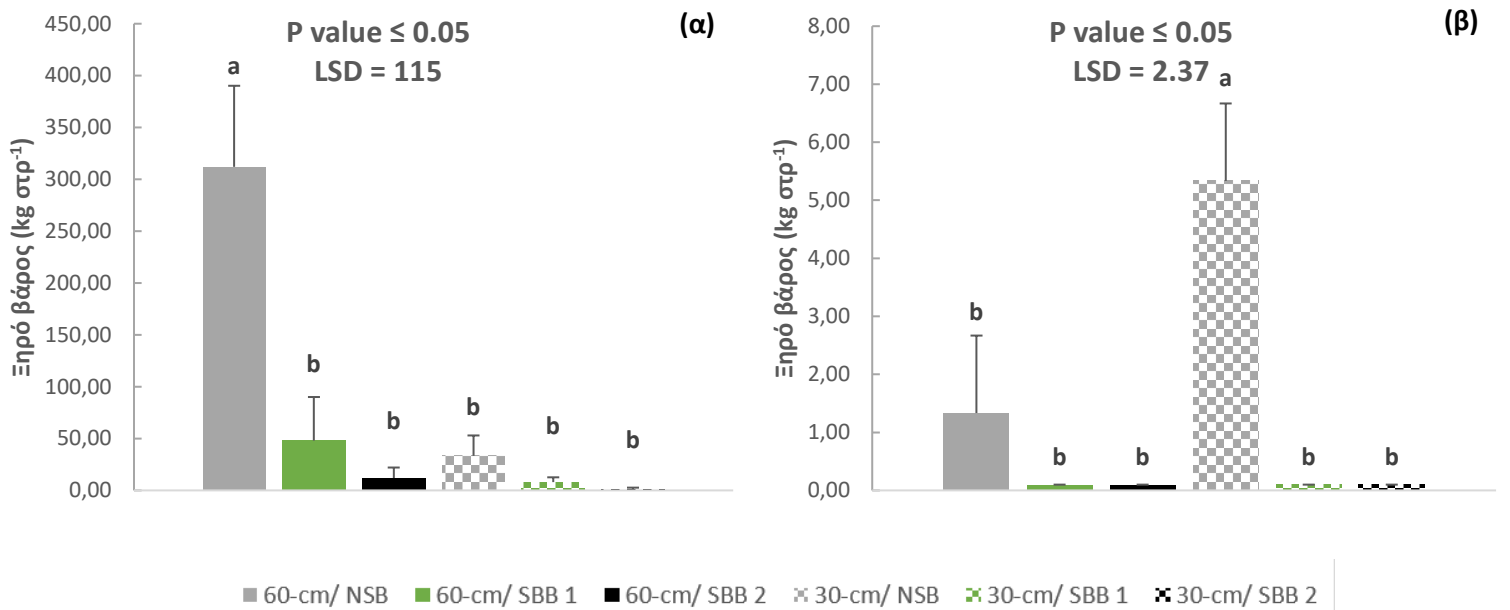 P value ≤ 0.05
LSD = 115
(α)
Ξηρό βάρος (kg στρ⁻¹)
450,00
400,00
350,00
300,00
250,00
200,00
150,00
100,00
50,00
0,00
a
b
b
b
b
b
P value ≤ 0.05
LSD = 2.37
(β)
Ξηρό βάρος (kg στρ⁻¹)
8,00
7,00
6,00
5,00
4,00
3,00
2,00
1,00
0,00
b
b
b
a
b
b
60-cm/ NSB 60-cm/ SBB 1 60-cm/ SBB 2 30-cm/ NSB 30-cm/ SBB 1 30-cm/ SBB 2